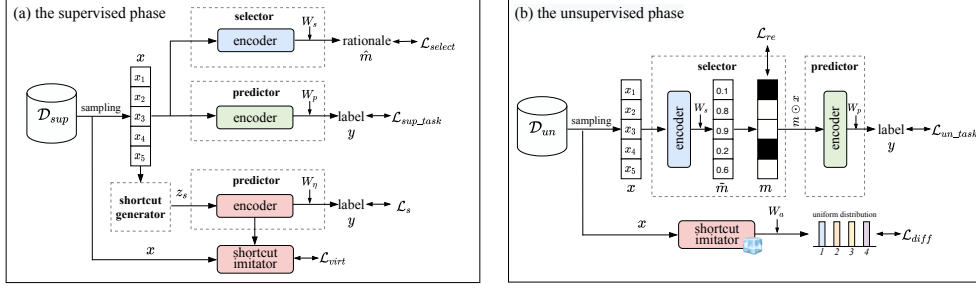 (a) the supervised phase
selector
encoder
W_s
rationale
m̂
ℒ_select
x
x_1
x_2
x_3
x_4
x_5
𝒟_sup
sampling
predictor
encoder
W_p
label
y
ℒ_sup_task
shortcut
generator
z_s
predictor
encoder
W_η
label
y
ℒ_s
x
shortcut
imitator
ℒ_virt
(b) the unsupervised phase
ℒ_re
selector
predictor
𝒟_un
sampling
x_1
x_2
x_3
x_4
x_5
x
encoder
W_s
0.1
0.8
0.9
0.2
0.6
m̃
m
m ⊙ x
encoder
W_p
label
y
ℒ_un_task
x
shortcut
imitator
W_a
uniform distribution
1 2 3 4
ℒ_diff